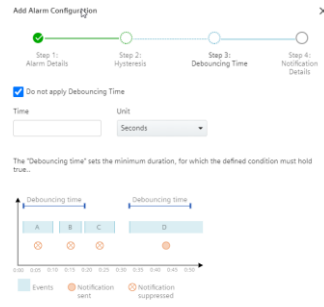 Add Alarm Configuration
Step 1:
Alarm Details
Step 2:
Hysteresis
Step 3:
Debouncing Time
Step 4:
Notification
Details
Do not apply Debouncing Time
Time
Unit
Seconds
The "Debouncing time" sets the minimum duration, for which the defined condition must hold
true..
Debouncing time
Debouncing time
A
B
C
D
0:00 0:05 0:10 0:15 0:20 0:25 0:30 0:35 0:40 0:45 0:50
Events
Notification
sent
Notification
suppressed